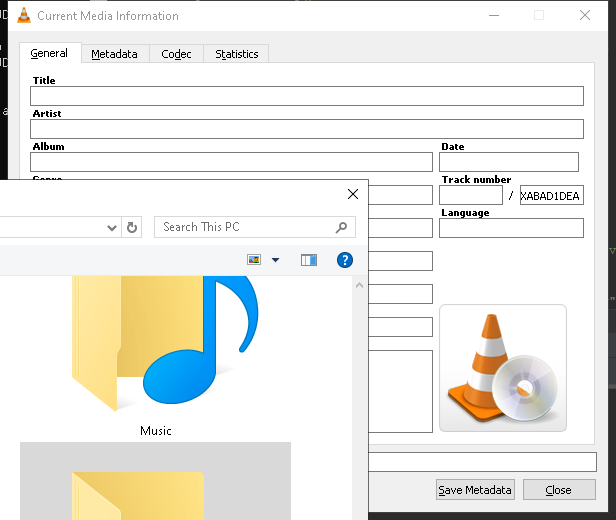 Current Media Information
General Metadata Codec Statistics
Title
Artist
Album Date
Track number
/ XABAD1DEA
Language
Search This PC
Music
Save Metadata Close